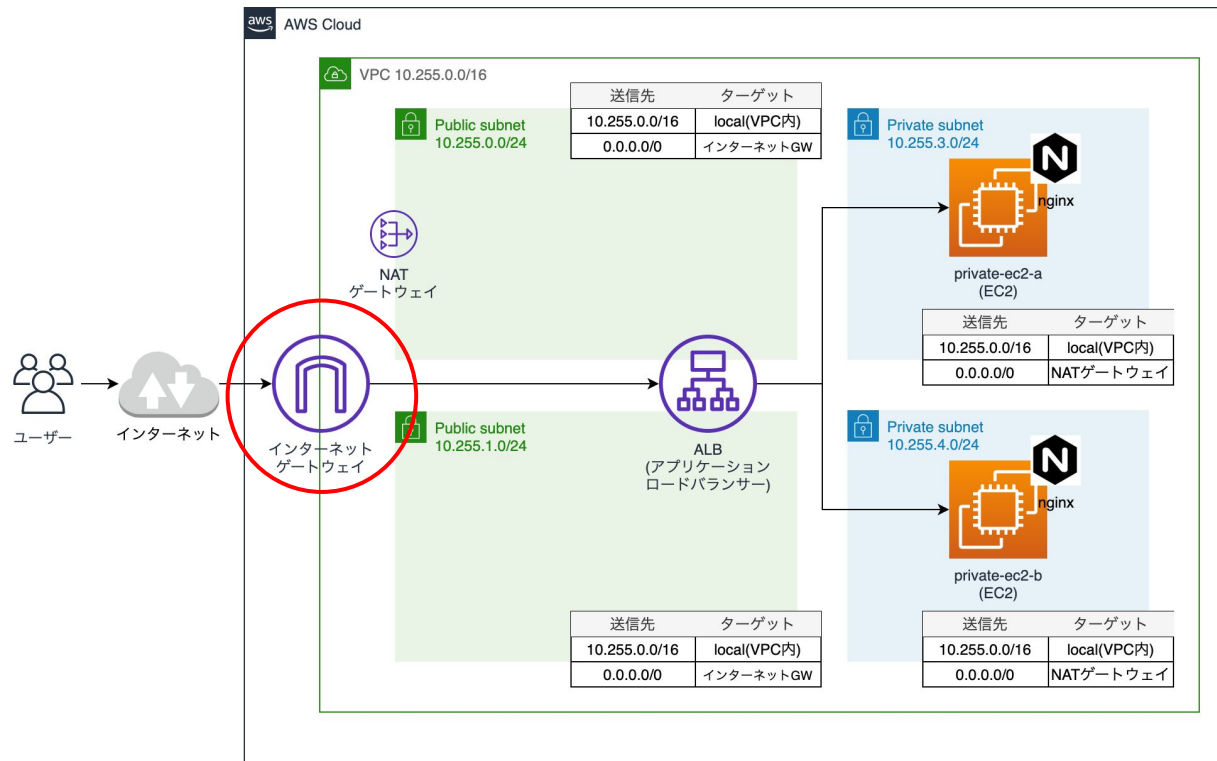 aws
AWS Cloud
VPC 10.255.0.0/16
Public subnet
10.255.0.0/24
送信先 ターゲット
10.255.0.0/16 local(VPC内)
0.0.0.0/0 インターネットGW
Private subnet
10.255.3.0/24
N
nginx
private-ec2-a
(EC2)
送信先 ターゲット
10.255.0.0/16 local(VPC内)
0.0.0.0/0 NATゲートウェイ
NAT
ゲートウェイ
ユーザー
インターネット
インターネット
ゲートウェイ
Public subnet
10.255.1.0/24
ALB
(アプリケーション
ロードバランサー)
送信先 ターゲット
10.255.0.0/16 local(VPC内)
0.0.0.0/0 インターネットGW
Private subnet
10.255.4.0/24
N
nginx
private-ec2-b
(EC2)
送信先 ターゲット
10.255.0.0/16 local(VPC内)
0.0.0.0/0 NATゲートウェイ